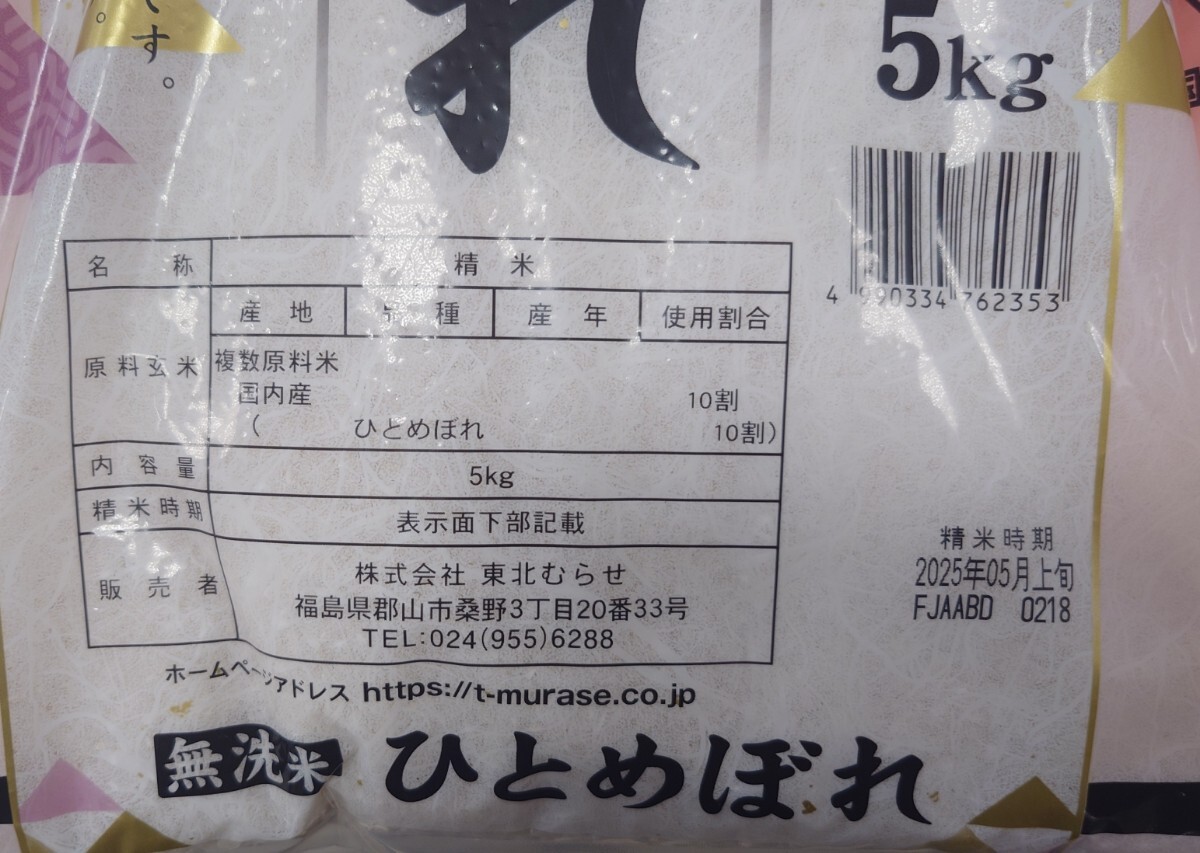 す。
。
れ
5kg
4 990334 762353
名称 精米
産地 品種 産年 使用割合
原料玄米
複数原料米
国内産 10割
( ひとめぼれ 10割)
内容量 5kg
精米時期 表示面下部記載
販売者
株式会社 東北むらせ
福島県郡山市桑野3丁目20番33号
TEL:024(955)6288
ホームページアドレス https://t-murase.co.jp
精米時期
2025年05月上旬
FJAABD 0218
無洗米 ひとめぼれ